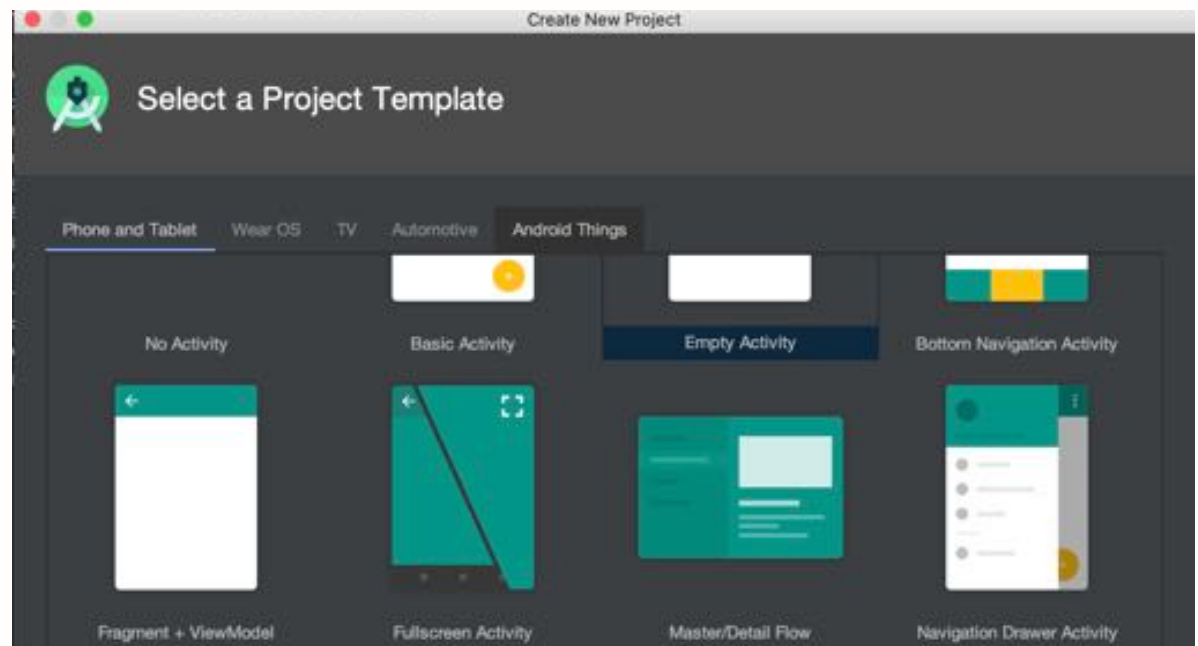 Create New Project
Select a Project Template
Phone and Tablet Wear OS TV Automotive Android Things
No Activity Basic Activity Empty Activity Bottom Navigation Activity
Fragment + ViewModel Fullscreen Activity Master/Detail Flow Navigation Drawer Activity